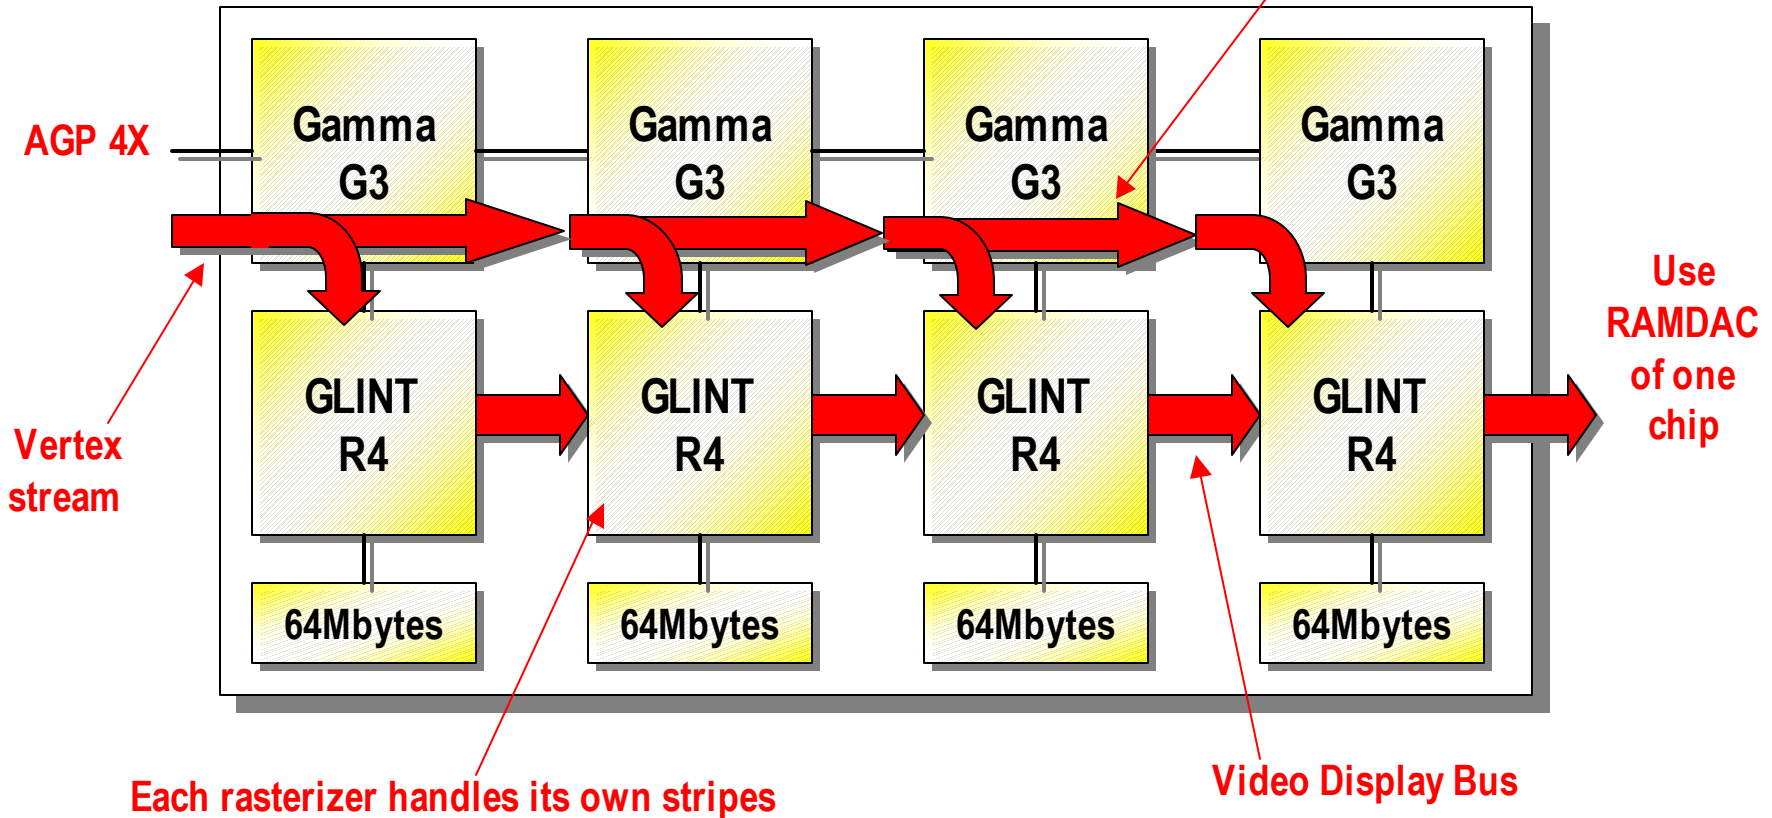 AGP 4X
Gamma
G3
Gamma
G3
Gamma
G3
Gamma
G3
Use
RAMDAC
of one
chip
Vertex
stream
GLINT
R4
GLINT
R4
GLINT
R4
GLINT
R4
64Mbytes
64Mbytes
64Mbytes
64Mbytes
Each rasterizer handles its own stripes
Video Display Bus